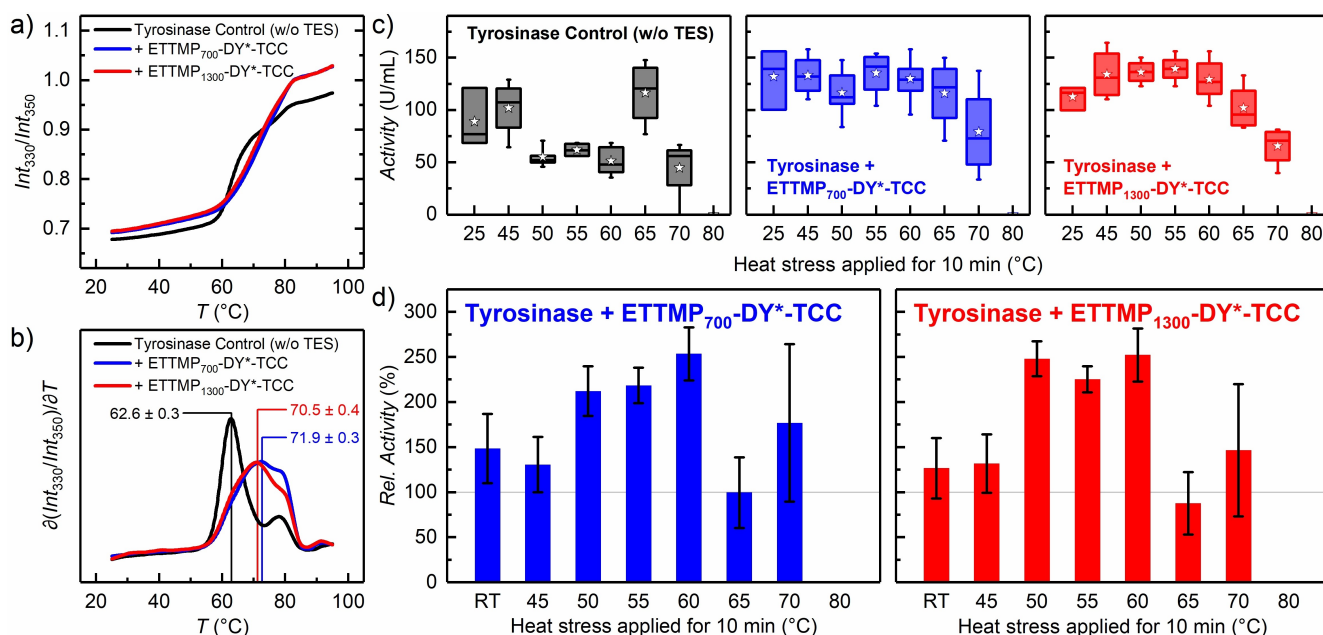 a)
1.1
1.0
0.9
0.8
0.7
Int330/Int350
Tyrosinase Control (w/o TES)
+ ETTMP700-DY*-TCC
+ ETTMP1300-DY*-TCC
20 40 60 80 100
T (°C)
b)
∂(Int330/Int350)/∂T
Tyrosinase Control (w/o TES)
+ ETTMP700-DY*-TCC
+ ETTMP1300-DY*-TCC
62.6 ± 0.3
70.5 ± 0.4
71.9 ± 0.3
20 40 60 80 100
T (°C)
c)
150
100
50
0
Activity (U/mL)
Tyrosinase Control (w/o TES)
25 45 50 55 60 65 70 80
Tyrosinase +
ETTMP700-DY*-TCC
25 45 50 55 60 65 70 80
Tyrosinase +
ETTMP1300-DY*-TCC
25 45 50 55 60 65 70 80
Heat stress applied for 10 min (°C)
d)
300
250
200
150
100
50
0
Rel. Activity (%)
Tyrosinase + ETTMP700-DY*-TCC
RT 45 50 55 60 65 70 80
Heat stress applied for 10 min (°C)
Tyrosinase + ETTMP1300-DY*-TCC
RT 45 50 55 60 65 70 80
Heat stress applied for 10 min (°C)